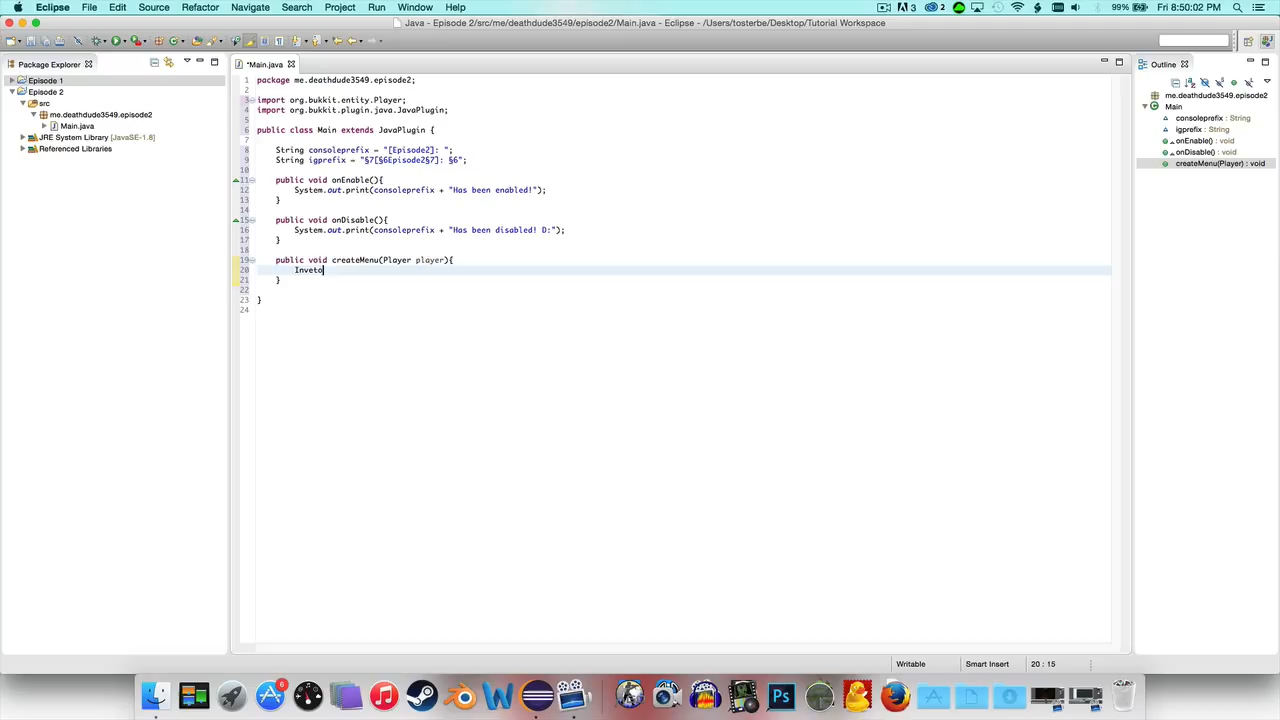 Eclipse File Edit Source Refactor Navigate Search Project Run Window Help
3 2 99% Fri 8:50:02 PM
Java - Episode 2/src/me/deathdude3549/episode2/Main.java - Eclipse - /Users/tosterbe/Desktop/Tutorial Workspace
Package Explorer
Episode 1
Episode 2
src
me.deathdude3549.episode2
Main.java
JRE System Library [JavaSE-1.8]
Referenced Libraries
*Main.java
1 package me.deathdude3549.episode2;
2
3 import org.bukkit.entity.Player;
4 import org.bukkit.plugin.java.JavaPlugin;
5
6 public class Main extends JavaPlugin {
7
8 String consoleprefix = "[Episode2]: ";
9 String igprefix = "§7[§6Episode2§7]: §6";
10
11 public void onEnable(){
12 System.out.print(consoleprefix + "Has been enabled!");
13 }
14
15 public void onDisable(){
16 System.out.print(consoleprefix + "Has been disabled! D:");
17 }
18
19 public void createMenu(Player player){
20 Inveto
21 }
22
23 }
24
Outline
me.deathdude3549.episode2
Main
consoleprefix : String
igprefix : String
onEnable() : void
onDisable() : void
createMenu(Player) : void
Writable Smart Insert 20 : 15
6
Ps